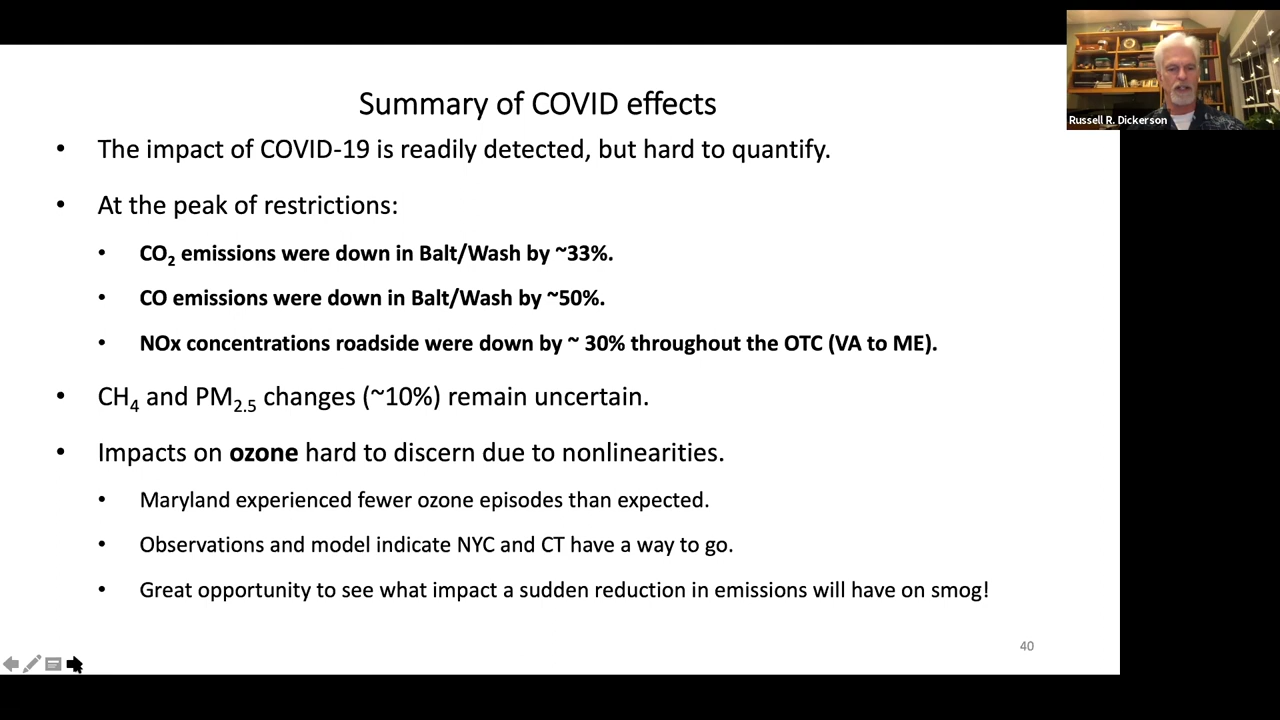 Summary of COVID effects
• The impact of COVID-19 is readily detected, but hard to quantify.
• At the peak of restrictions:
• CO₂ emissions were down in Balt/Wash by ~33%.
• CO emissions were down in Balt/Wash by ~50%.
• NOx concentrations roadside were down by ~ 30% throughout the OTC (VA to ME).
• CH₄ and PM₂.₅ changes (~10%) remain uncertain.
• Impacts on ozone hard to discern due to nonlinearities.
• Maryland experienced fewer ozone episodes than expected.
• Observations and model indicate NYC and CT have a way to go.
• Great opportunity to see what impact a sudden reduction in emissions will have on smog!
40
Russell R. Dickerson